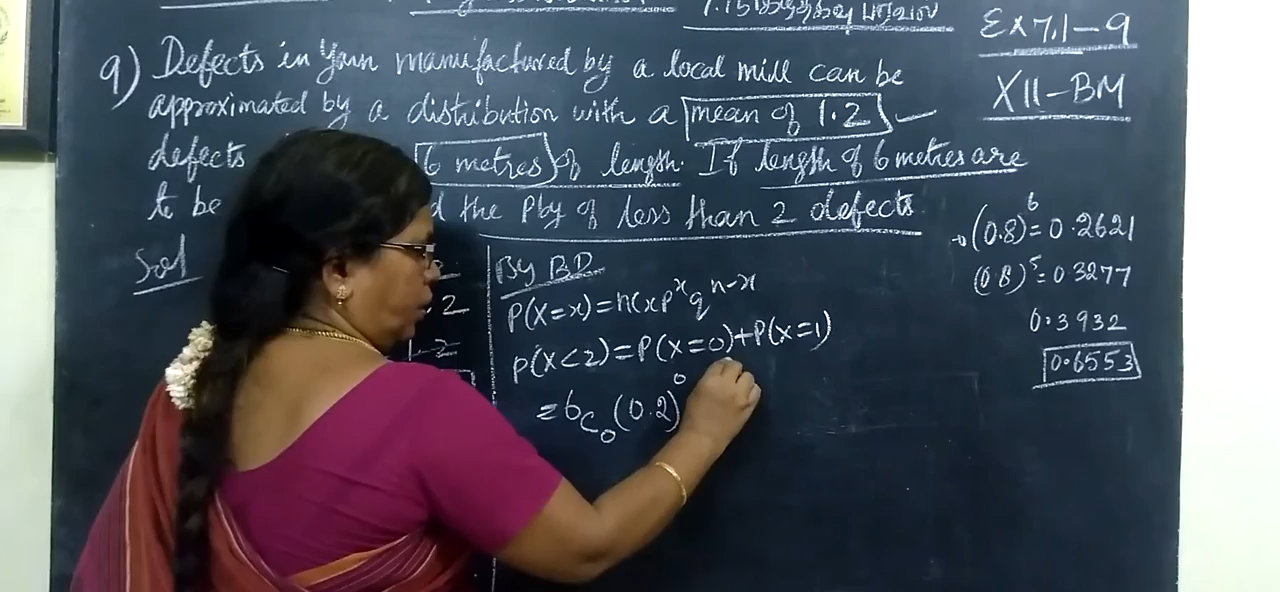 Ex 7.1-9
XII-BM
9) Defects in yarn manufactured by a local mill can be
approximated by a distribution with a mean of 1.2
defects 6 metres of length. If length of 6 metres are
to be the Pby of less than 2 defects
Sol
. 2
By BD
P(X=x)=nCx p^x q^n-x
P(X<2)=P(X=0)+P(X=1)
=6C0 (0.2)^0
(0.8)^6=0.2621
(0.8)^5=0.3277
0.3932
0.6553